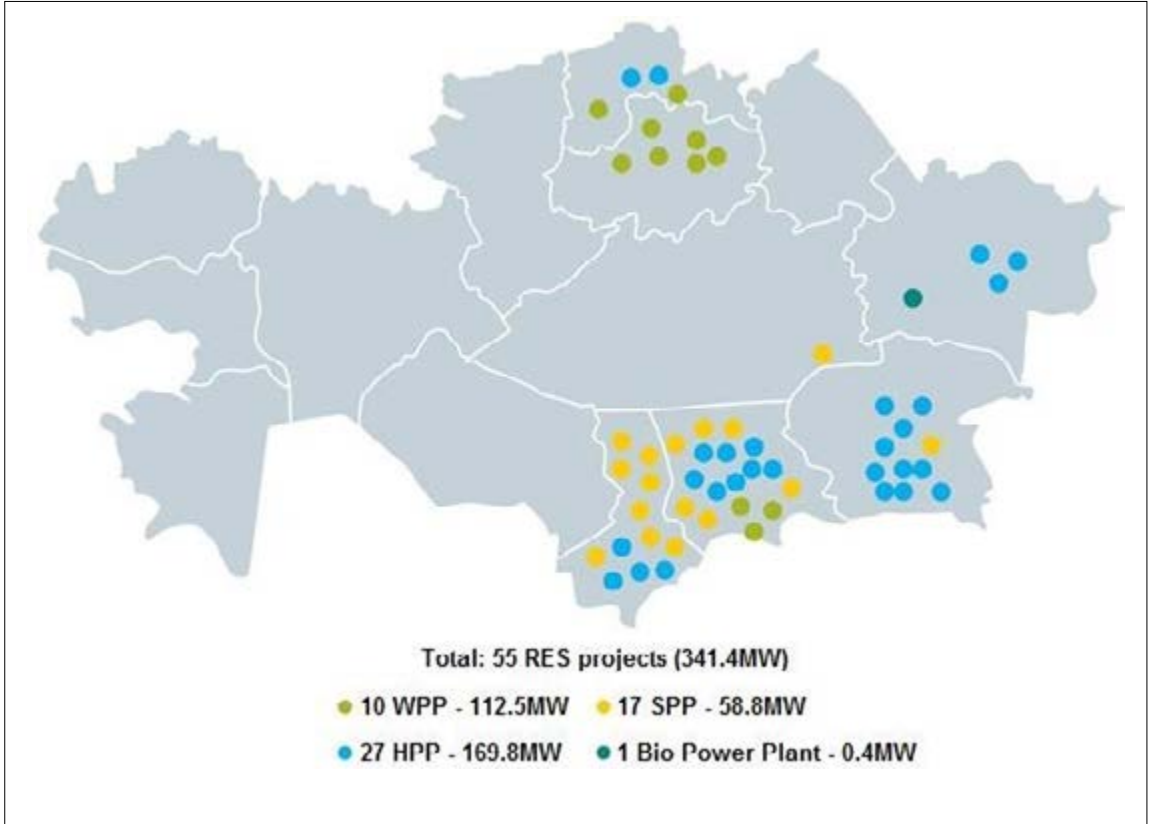 Total: 55 RES projects (341.4MW)
10 WPP - 112.5MW 17 SPP - 58.8MW
27 HPP - 169.8MW 1 Bio Power Plant - 0.4MW